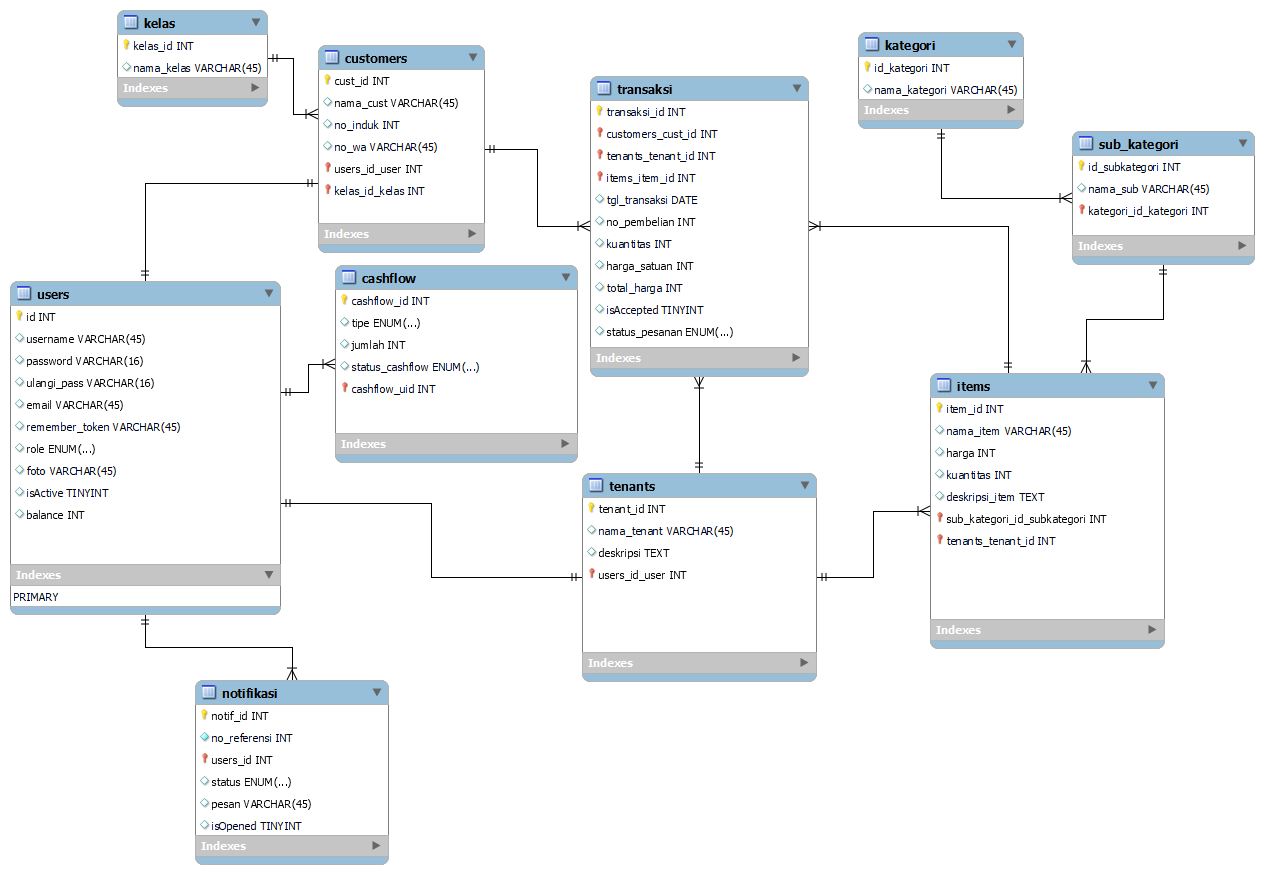 kelas
kelas_id INT
nama_kelas VARCHAR(45)
Indexes
customers
cust_id INT
nama_cust VARCHAR(45)
no_induk INT
no_wa VARCHAR(45)
users_id_user INT
kelas_id_kelas INT
Indexes
transaksi
transaksi_id INT
customers_cust_id INT
tenants_tenant_id INT
items_item_id INT
tgl_transaksi DATE
no_pembelian INT
kuantitas INT
harga_satuan INT
total_harga INT
isAccepted TINYINT
status_pesanan ENUM(...)
Indexes
kategori
id_kategori INT
nama_kategori VARCHAR(45)
Indexes
sub_kategori
id_subkategori INT
nama_sub VARCHAR(45)
kategori_id_kategori INT
Indexes
users
id INT
username VARCHAR(45)
password VARCHAR(16)
ulangi_pass VARCHAR(16)
email VARCHAR(45)
remember_token VARCHAR(45)
role ENUM(...)
foto VARCHAR(45)
isActive TINYINT
balance INT
Indexes
PRIMARY
cashflow
cashflow_id INT
tipe ENUM(...)
jumlah INT
status_cashflow ENUM(...)
cashflow_uid INT
Indexes
tenants
tenant_id INT
nama_tenant VARCHAR(45)
deskripsi TEXT
users_id_user INT
Indexes
items
item_id INT
nama_item VARCHAR(45)
harga INT
kuantitas INT
deskripsi_item TEXT
sub_kategori_id_subkategori INT
tenants_tenant_id INT
Indexes
notifikasi
notif_id INT
no_referensi INT
users_id INT
status ENUM(...)
pesan VARCHAR(45)
isOpened TINYINT
Indexes